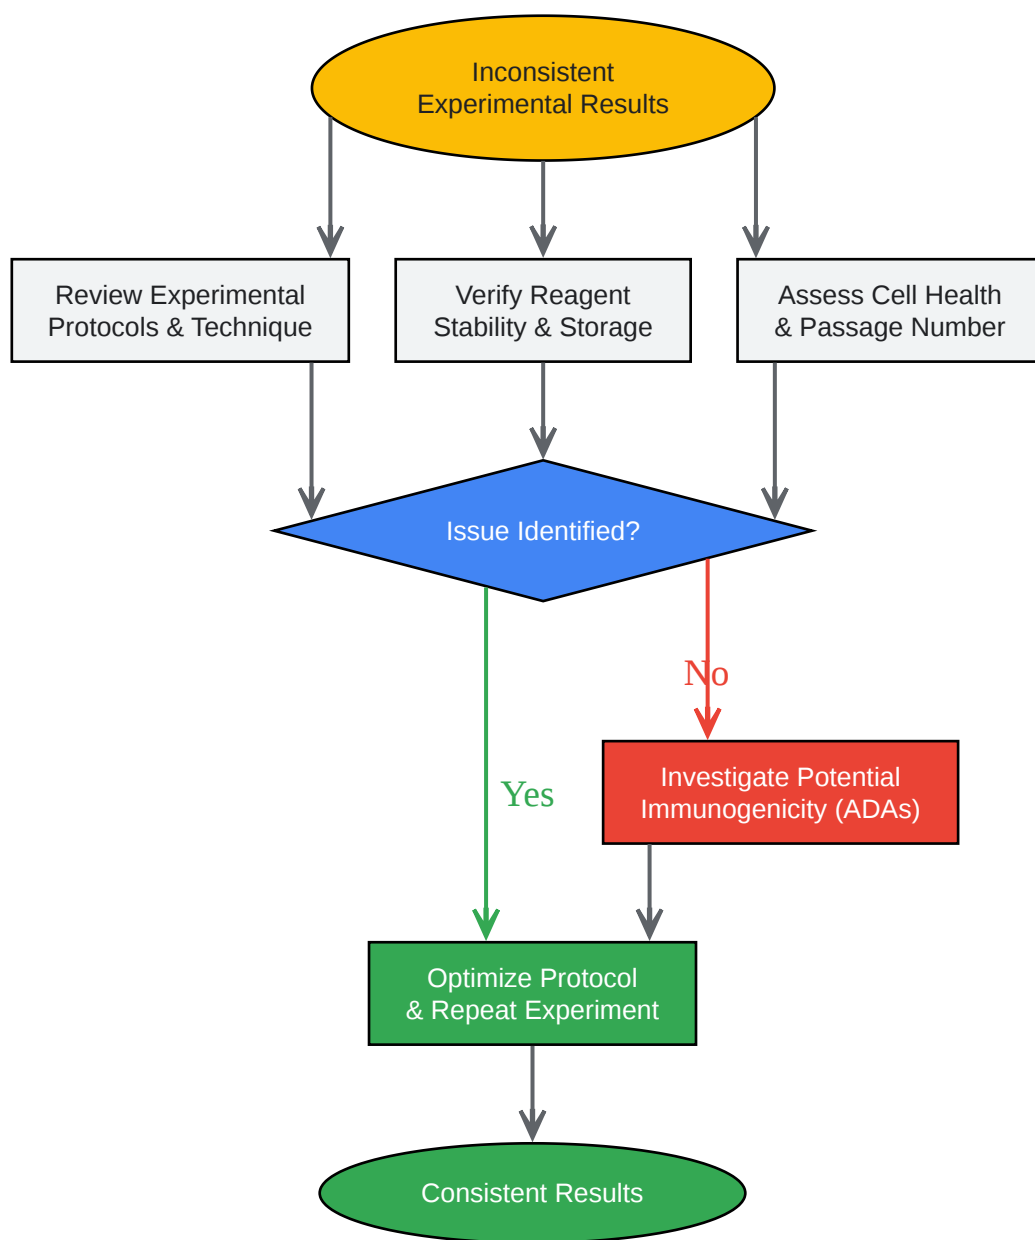 Inconsistent
Experimental Results
Review Experimental
Protocols & Technique
Verify Reagent
Stability & Storage
Assess Cell Health
& Passage Number
Issue Identified?
No
Investigate Potential
Immunogenicity (ADAs)
Yes
Optimize Protocol
& Repeat Experiment
Consistent Results